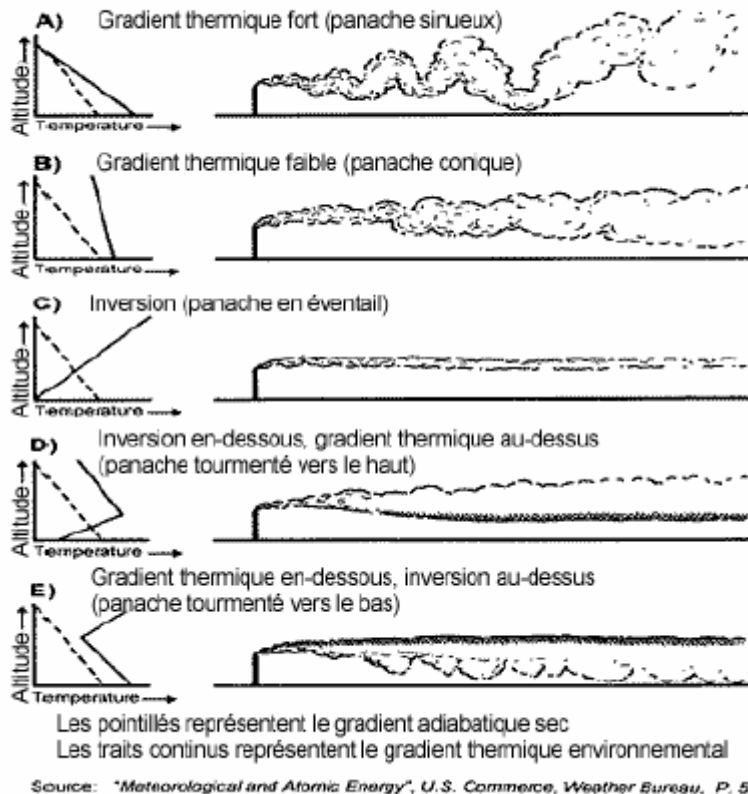 A) Gradient thermique fort (panache sinueux)
Altitude
Temperature
B) Gradient thermique faible (panache conique)
Altitude
Temperature
C) Inversion (panache en éventail)
Altitude
Temperature
D) Inversion en-dessous, gradient thermique au-dessus
(panache tourmenté vers le haut)
Altitude
Temperature
E) Gradient thermique en-dessous, inversion au-dessus
(panache tourmenté vers le bas)
Altitude
Temperature
Les pointillés représentent le gradient adiabatique sec
Les traits continus représentent le gradient thermique environnemental
Source: "Meteorological and Atomic Energy", U.S. Commerce, Weather Bureau, P. 5